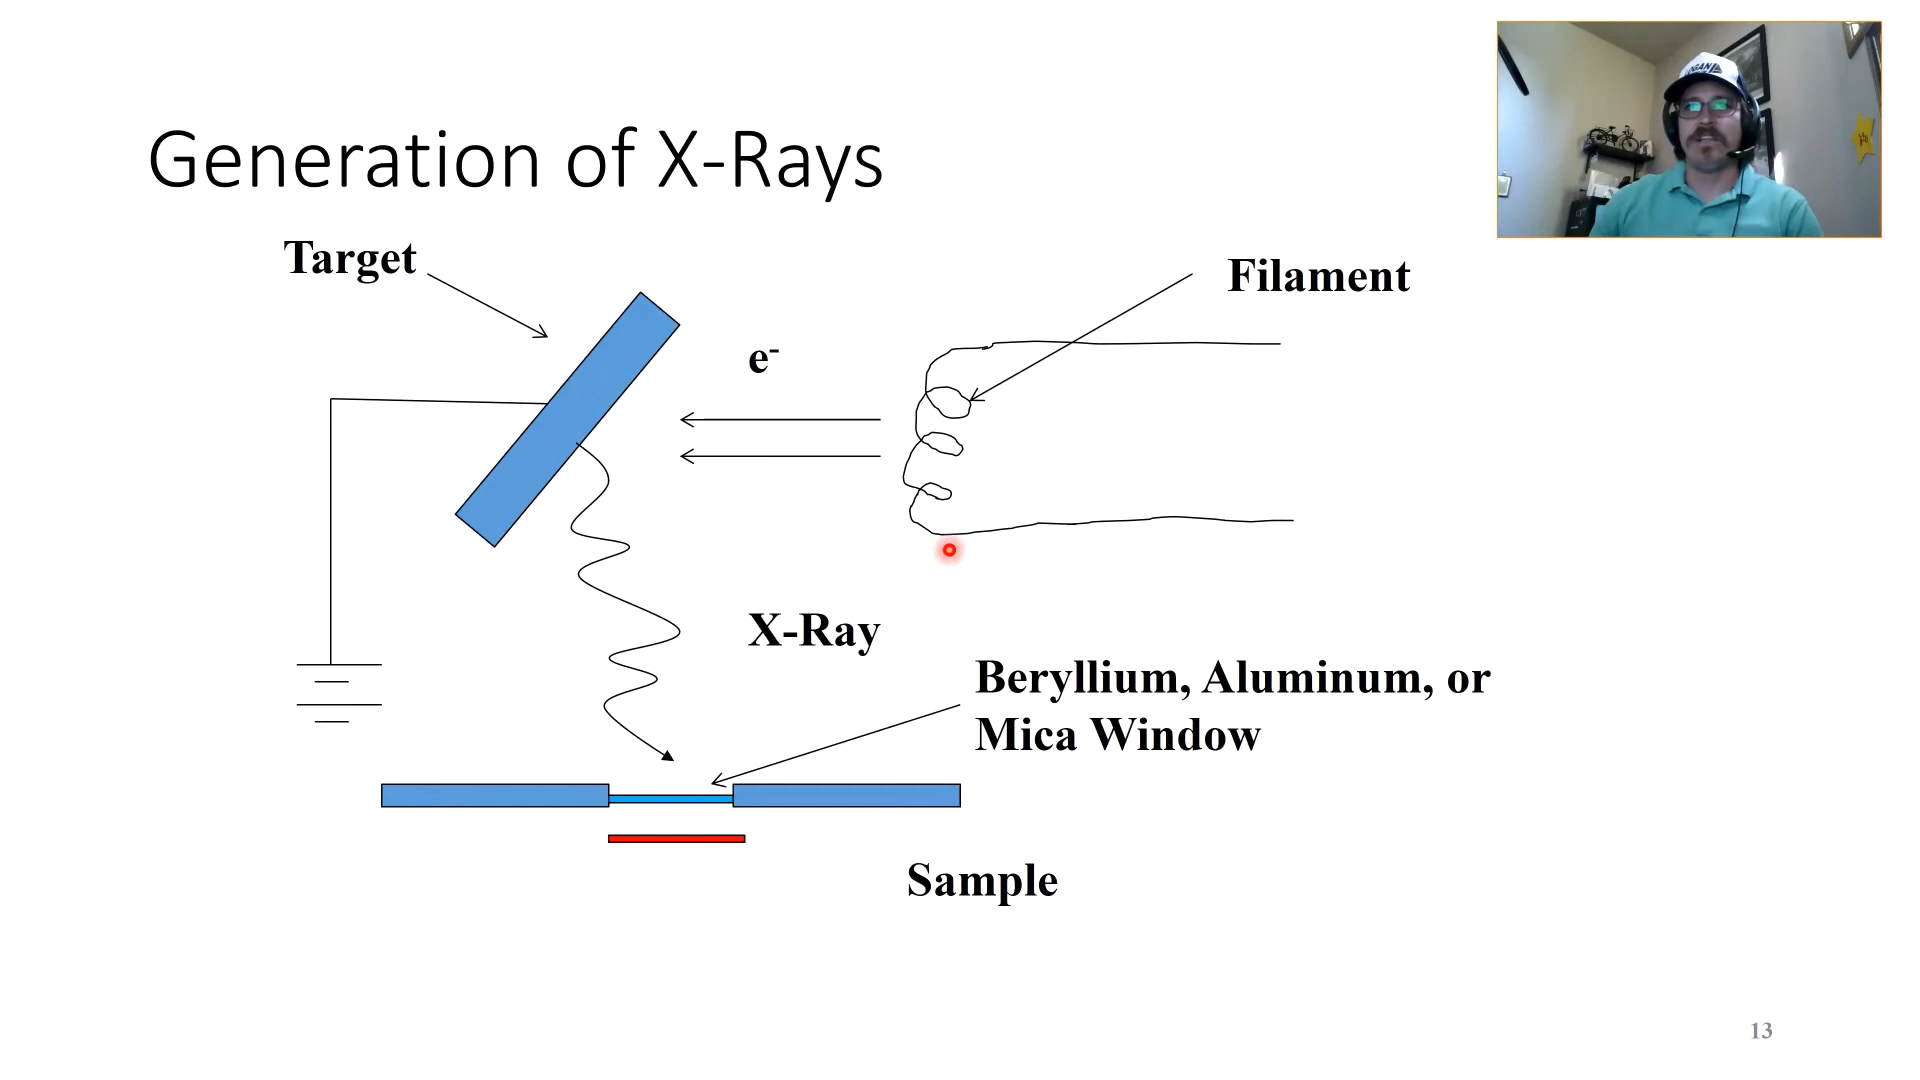 Generation of X-Rays
Target
Filament
e-
X-Ray
Beryllium, Aluminum, or
Mica Window
Sample
13